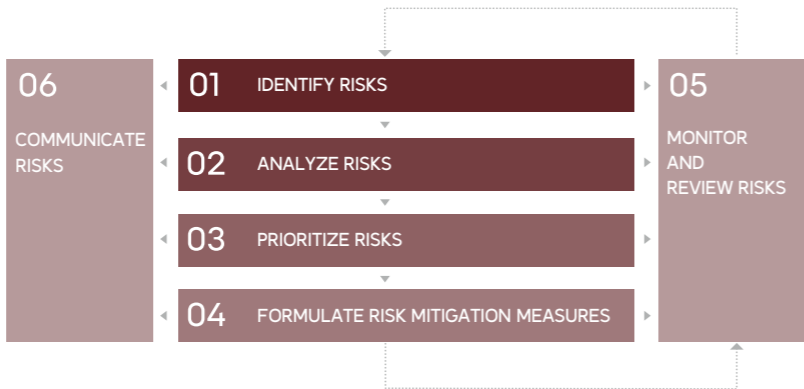 06
COMMUNICATE
RISKS
01 IDENTIFY RISKS
02 ANALYZE RISKS
03 PRIORITIZE RISKS
04 FORMULATE RISK MITIGATION MEASURES
05
MONITOR
AND
REVIEW RISKS